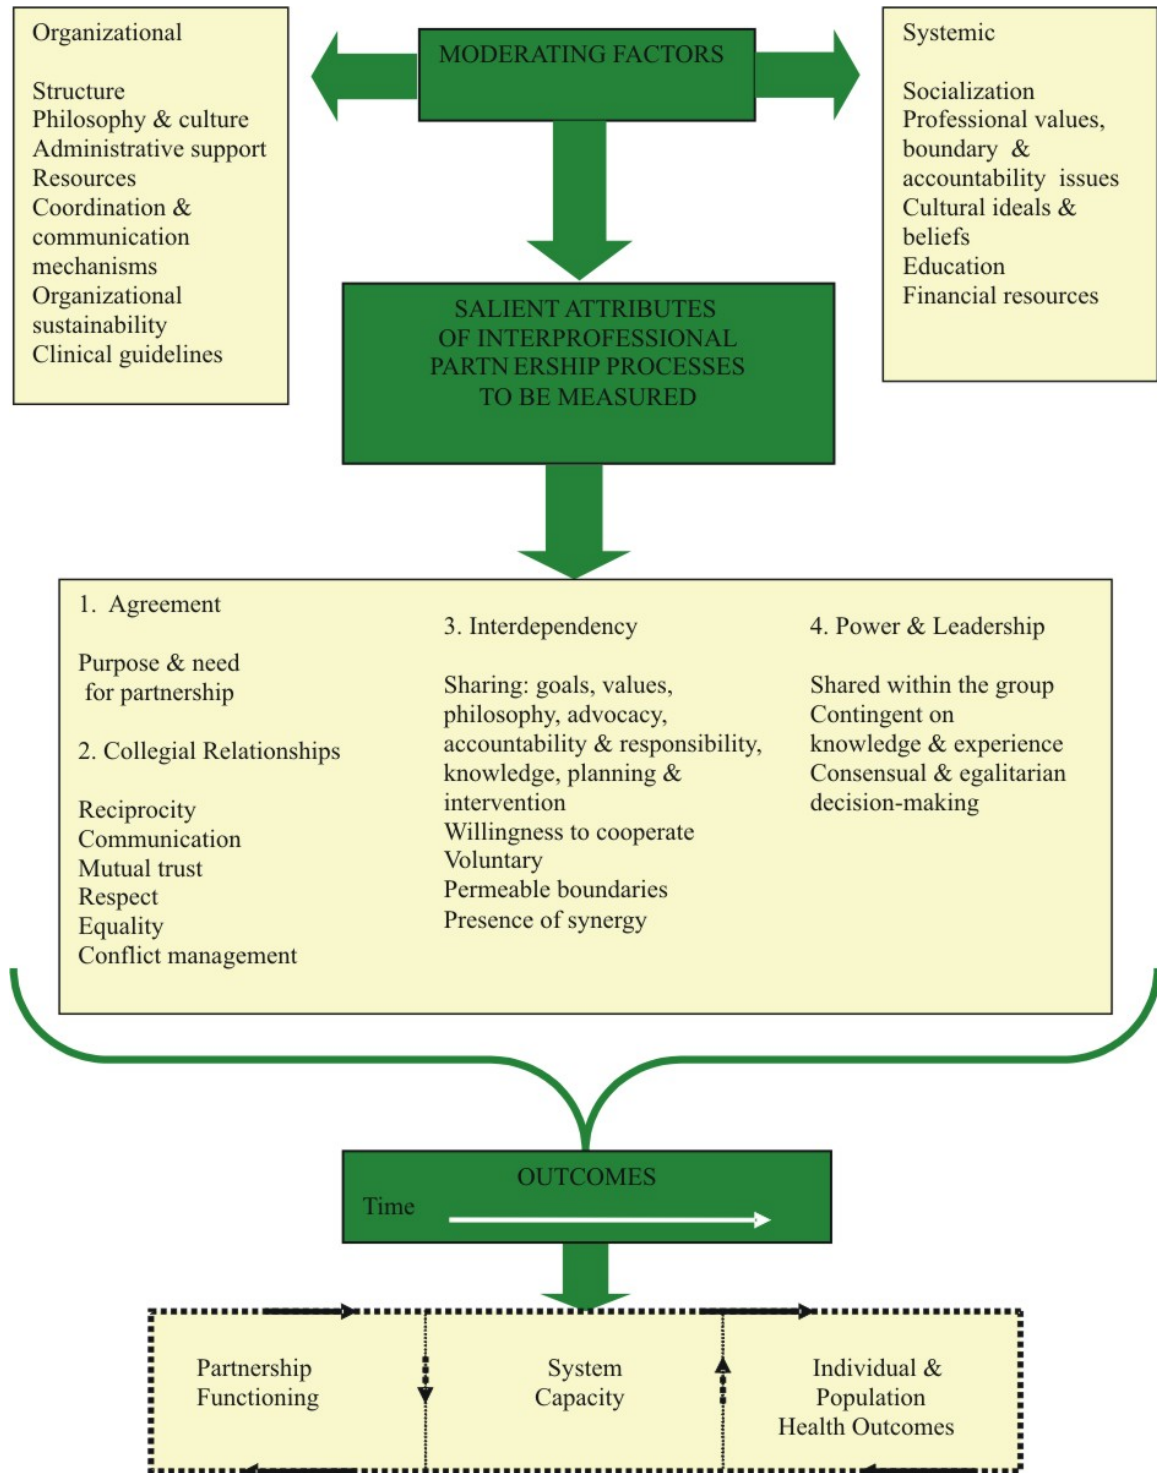 Organizational
Structure
Philosophy & culture
Administrative support
Resources
Coordination &
communication
mechanisms
Organizational
sustainability
Clinical guidelines
MODERATING FACTORS
Systemic
Socialization
Professional values,
boundary &
accountability issues
Cultural ideals &
beliefs
Education
Financial resources
SALIENT ATTRIBUTES
OF INTERPROFESSIONAL
PARTN ERSHIP PROCESSES
TO BE MEASURED
1. Agreement
Purpose & need
for partnership
2. Collegial Relationships
Reciprocity
Communication
Mutual trust
Respect
Equality
Conflict management
3. Interdependency
Sharing: goals, values,
philosophy, advocacy,
accountability & responsibility,
knowledge, planning &
intervention
Willingness to cooperate
Voluntary
Permeable boundaries
Presence of synergy
4. Power & Leadership
Shared within the group
Contingent on
knowledge & experience
Consensual & egalitarian
decision-making
OUTCOMES
Time
Partnership
Functioning
System
Capacity
Individual &
Population
Health Outcomes